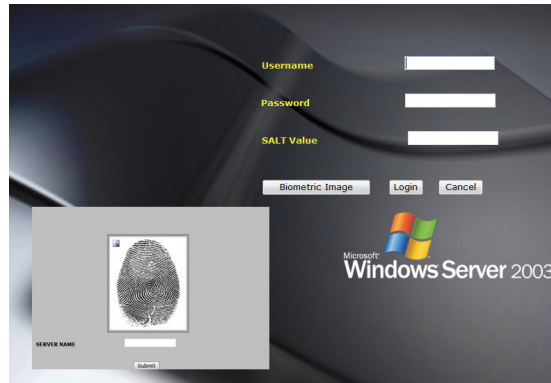 Username
Password
SALT Value
Biometric Image Login Cancel
Microsoft
Windows Server 2003
SERVER NAME
Submit